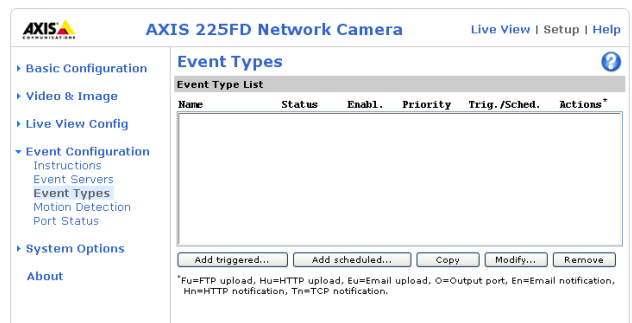 AXIS
COMMUNICATIONS
AXIS 225FD Network Camera
Live View | Setup | Help
Basic Configuration
Video & Image
Live View Config
Event Configuration
Instructions
Event Servers
Event Types
Motion Detection
Port Status
System Options
About
Event Types
?
Event Type List
Name Status Enabl. Priority Trig./Sched. Actions*
Add triggered... Add scheduled... Copy Modify... Remove
*Fu=FTP upload, Hu=HTTP upload, Eu=Email upload, O=Output port, En=Email notification,
Hn=HTTP notification, Tn=TCP notification.